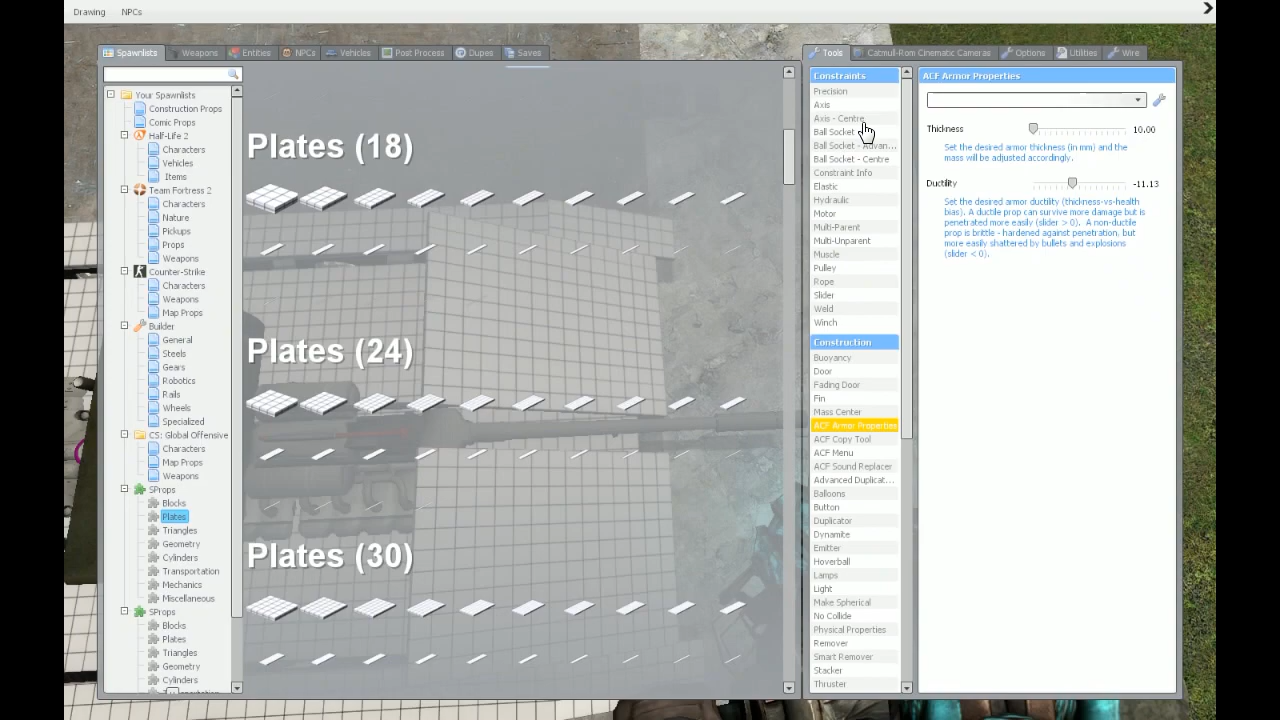 Drawing NPCs
Spawnlists Weapons Entities NPCs Vehicles Post Process Dupes Saves
Your Spawnlists
Construction Props
Comic Props
Half-Life 2
Characters
Vehicles
Items
Team Fortress 2
Characters
Nature
Pickups
Props
Weapons
Counter-Strike
Characters
Weapons
Map Props
Builder
General
Steels
Gears
Robotics
Rails
Wheels
Specialized
CS: Global Offensive
Characters
Map Props
Weapons
SProps
Blocks
Plates
Triangles
Geometry
Cylinders
Transportation
Mechanics
Miscellaneous
SProps
Blocks
Plates
Triangles
Geometry
Cylinders
Plates (18)
Plates (24)
Plates (30)
Tools Catmull-Rom Cinematic Cameras Options Utilities Wire
Constraints
Precision
Axis
Axis - Centre
Ball Socket
Ball Socket - Advan...
Ball Socket - Centre
Constraint Info
Elastic
Hydraulic
Motor
Multi-Parent
Multi-Unparent
Muscle
Pulley
Rope
Slider
Weld
Winch
Construction
Buoyancy
Door
Fading Door
Fin
Mass Center
ACF Armor Properties
ACF Copy Tool
ACF Menu
ACF Sound Replacer
Advanced Duplicat...
Balloons
Button
Duplicator
Dynamite
Emitter
Hoverball
Lamps
Light
Make Spherical
No Collide
Physical Properties
Remover
Smart Remover
Stacker
Thruster
ACF Armor Properties
Thickness 10.00
Set the desired armor thickness (in mm) and the
mass will be adjusted accordingly.
Ductility -11.13
Set the desired armor ductility (thickness-vs-health
bias). A ductile prop can survive more damage but is
penetrated more easily (slider > 0). A non-ductile
prop is brittle - hardened against penetration, but
more easily shattered by bullets and explosions
(slider < 0).